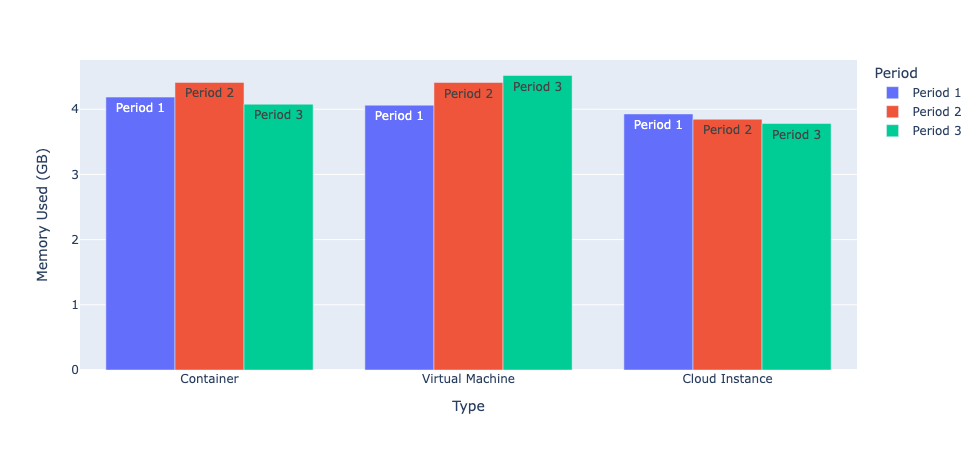 Period
Period 1
Period 2
Period 3
Memory Used (GB)
4
3
2
1
0
Period 1
Period 2
Period 3
Period 1
Period 2
Period 3
Period 1
Period 2
Period 3
Container
Virtual Machine
Cloud Instance
Type